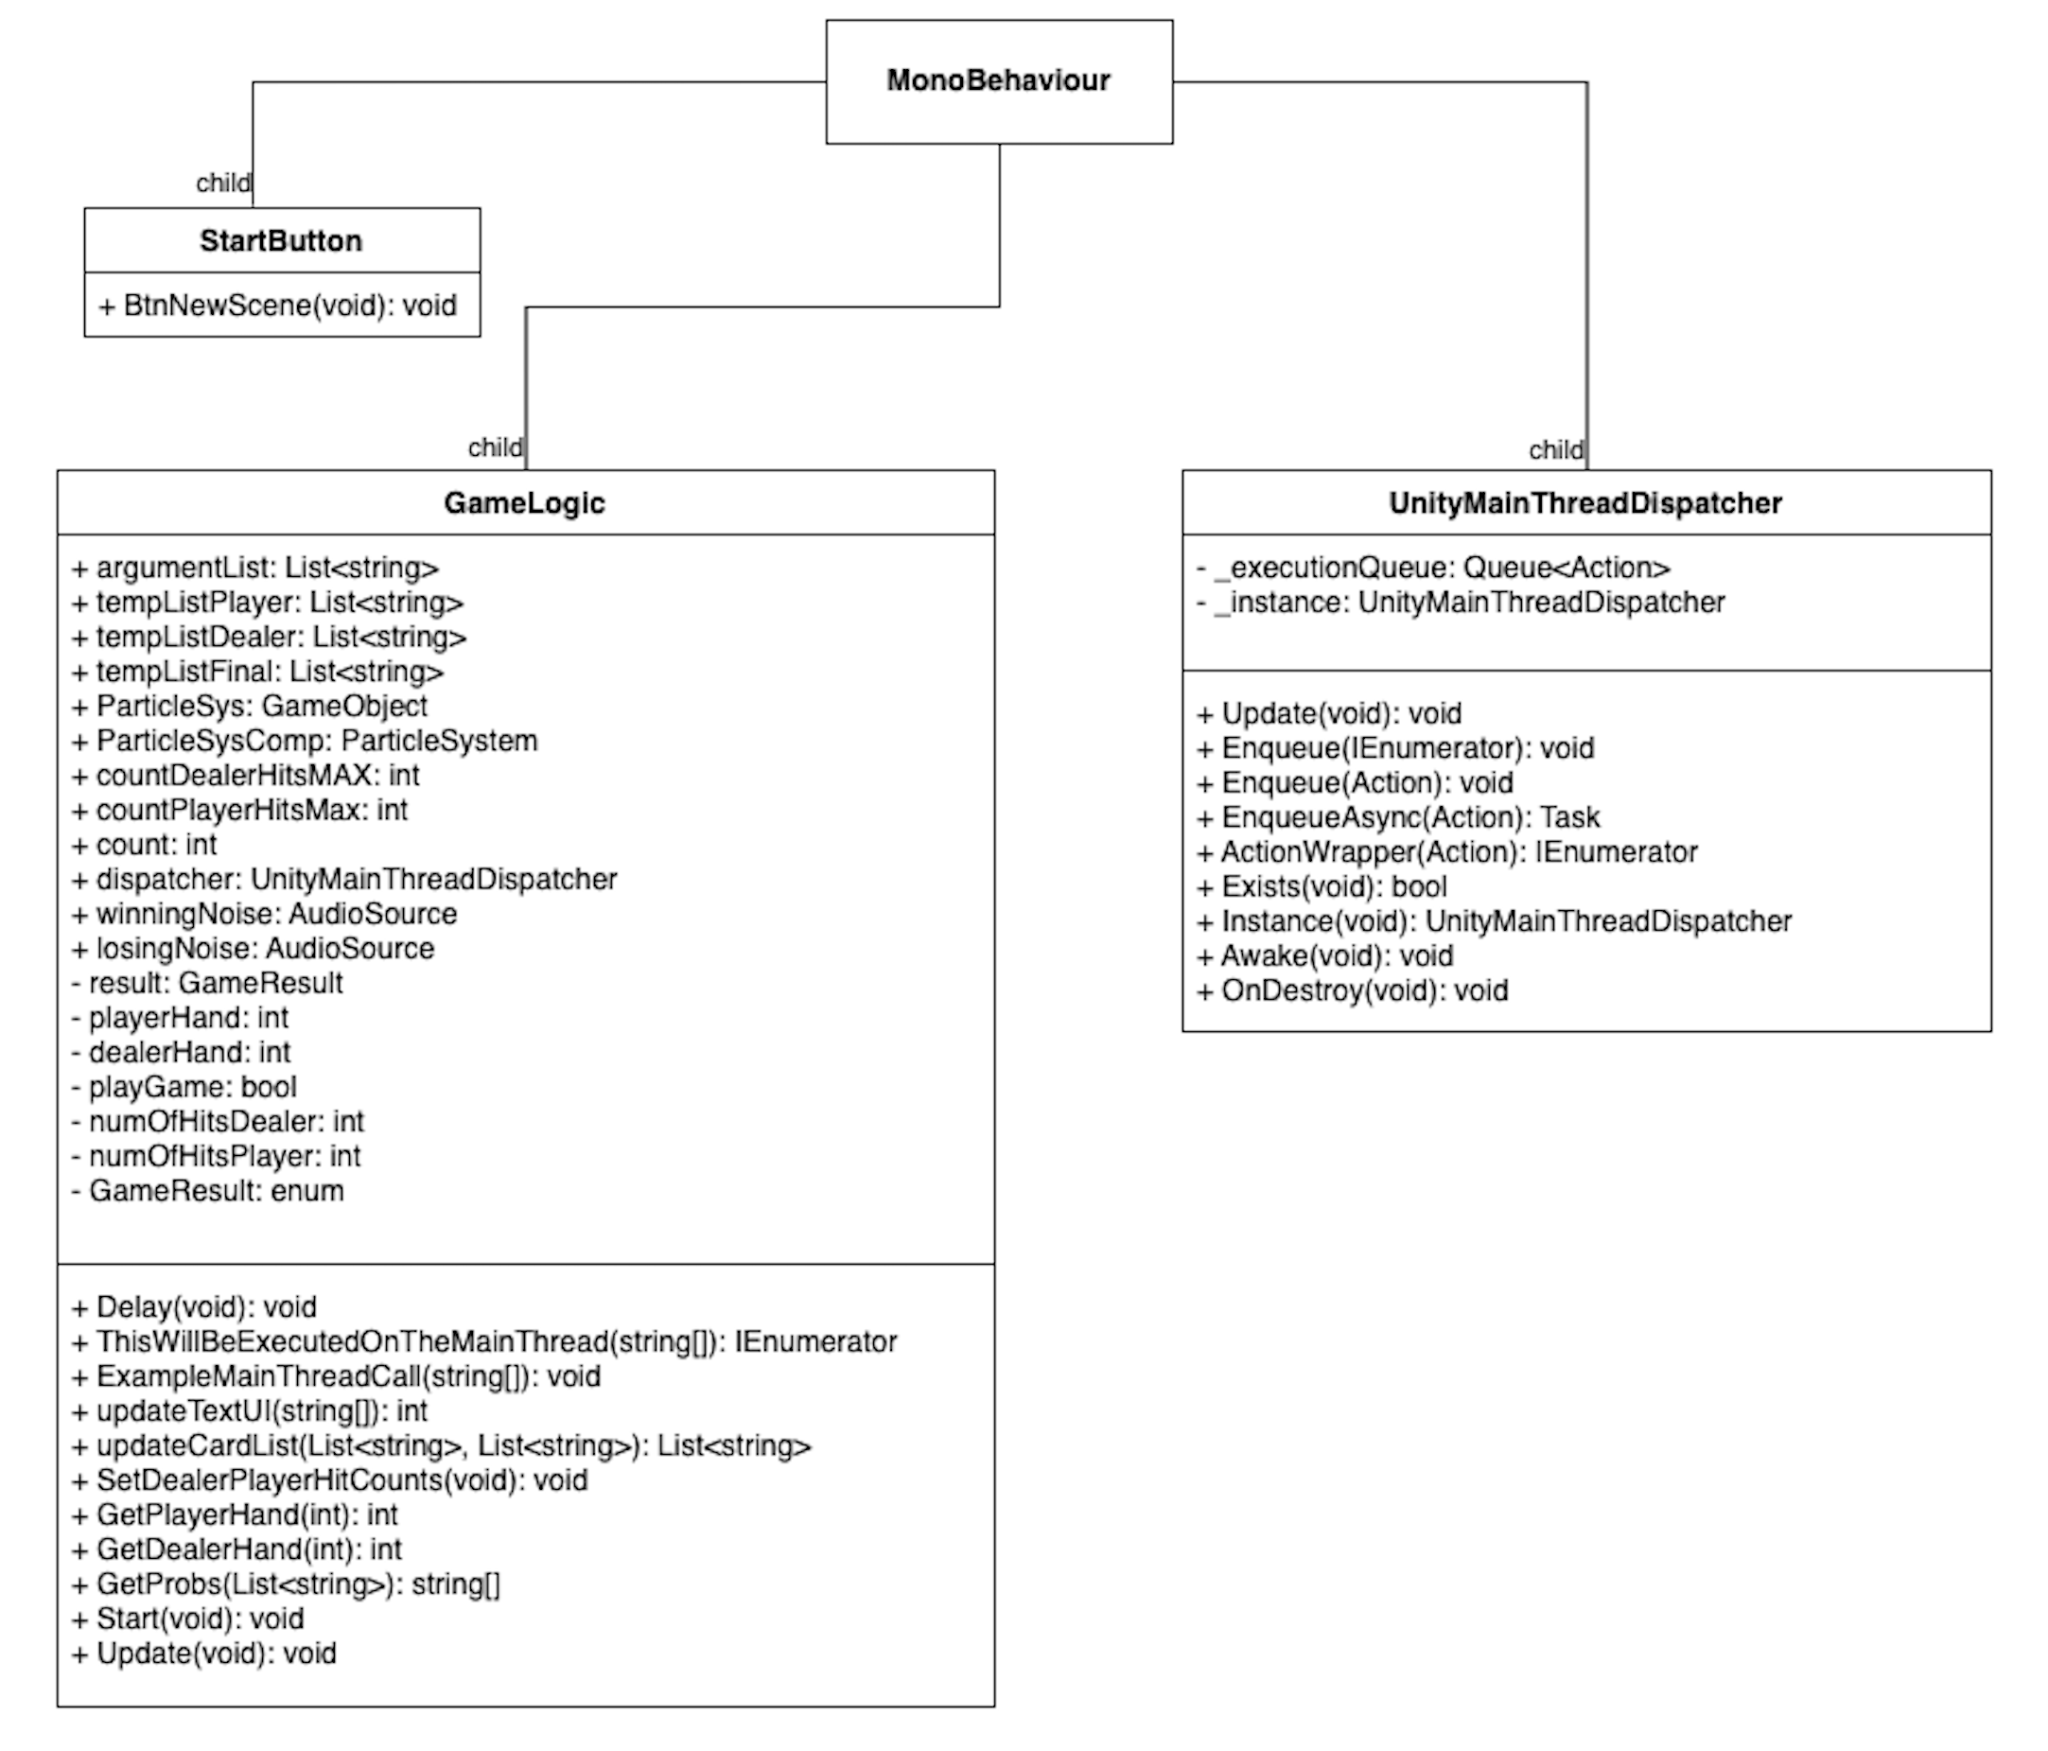 MonoBehaviour
child
StartButton
+ BtnNewScene(void): void
child
GameLogic
+ argumentList: List<string>
+ tempListPlayer: List<string>
+ tempListDealer: List<string>
+ tempListFinal: List<string>
+ ParticleSys: GameObject
+ ParticleSysComp: ParticleSystem
+ countDealerHitsMAX: int
+ countPlayerHitsMax: int
+ count: int
+ dispatcher: UnityMainThreadDispatcher
+ winningNoise: AudioSource
+ losingNoise: AudioSource
- result: GameResult
- playerHand: int
- dealerHand: int
- playGame: bool
- numOfHitsDealer: int
- numOfHitsPlayer: int
- GameResult: enum
+ Delay(void): void
+ ThisWillBeExecutedOnTheMainThread(string[]): IEnumerator
+ ExampleMainThreadCall(string[]): void
+ updateTextUI(string[]): int
+ updateCardList(List<string>, List<string>): List<string>
+ SetDealerPlayerHitCounts(void): void
+ GetPlayerHand(int): int
+ GetDealerHand(int): int
+ GetProbs(List<string>): string[]
+ Start(void): void
+ Update(void): void
child
UnityMainThreadDispatcher
- _executionQueue: Queue<Action>
- _instance: UnityMainThreadDispatcher
+ Update(void): void
+ Enqueue(IEnumerator): void
+ Enqueue(Action): void
+ EnqueueAsync(Action): Task
+ ActionWrapper(Action): IEnumerator
+ Exists(void): bool
+ Instance(void): UnityMainThreadDispatcher
+ Awake(void): void
+ OnDestroy(void): void